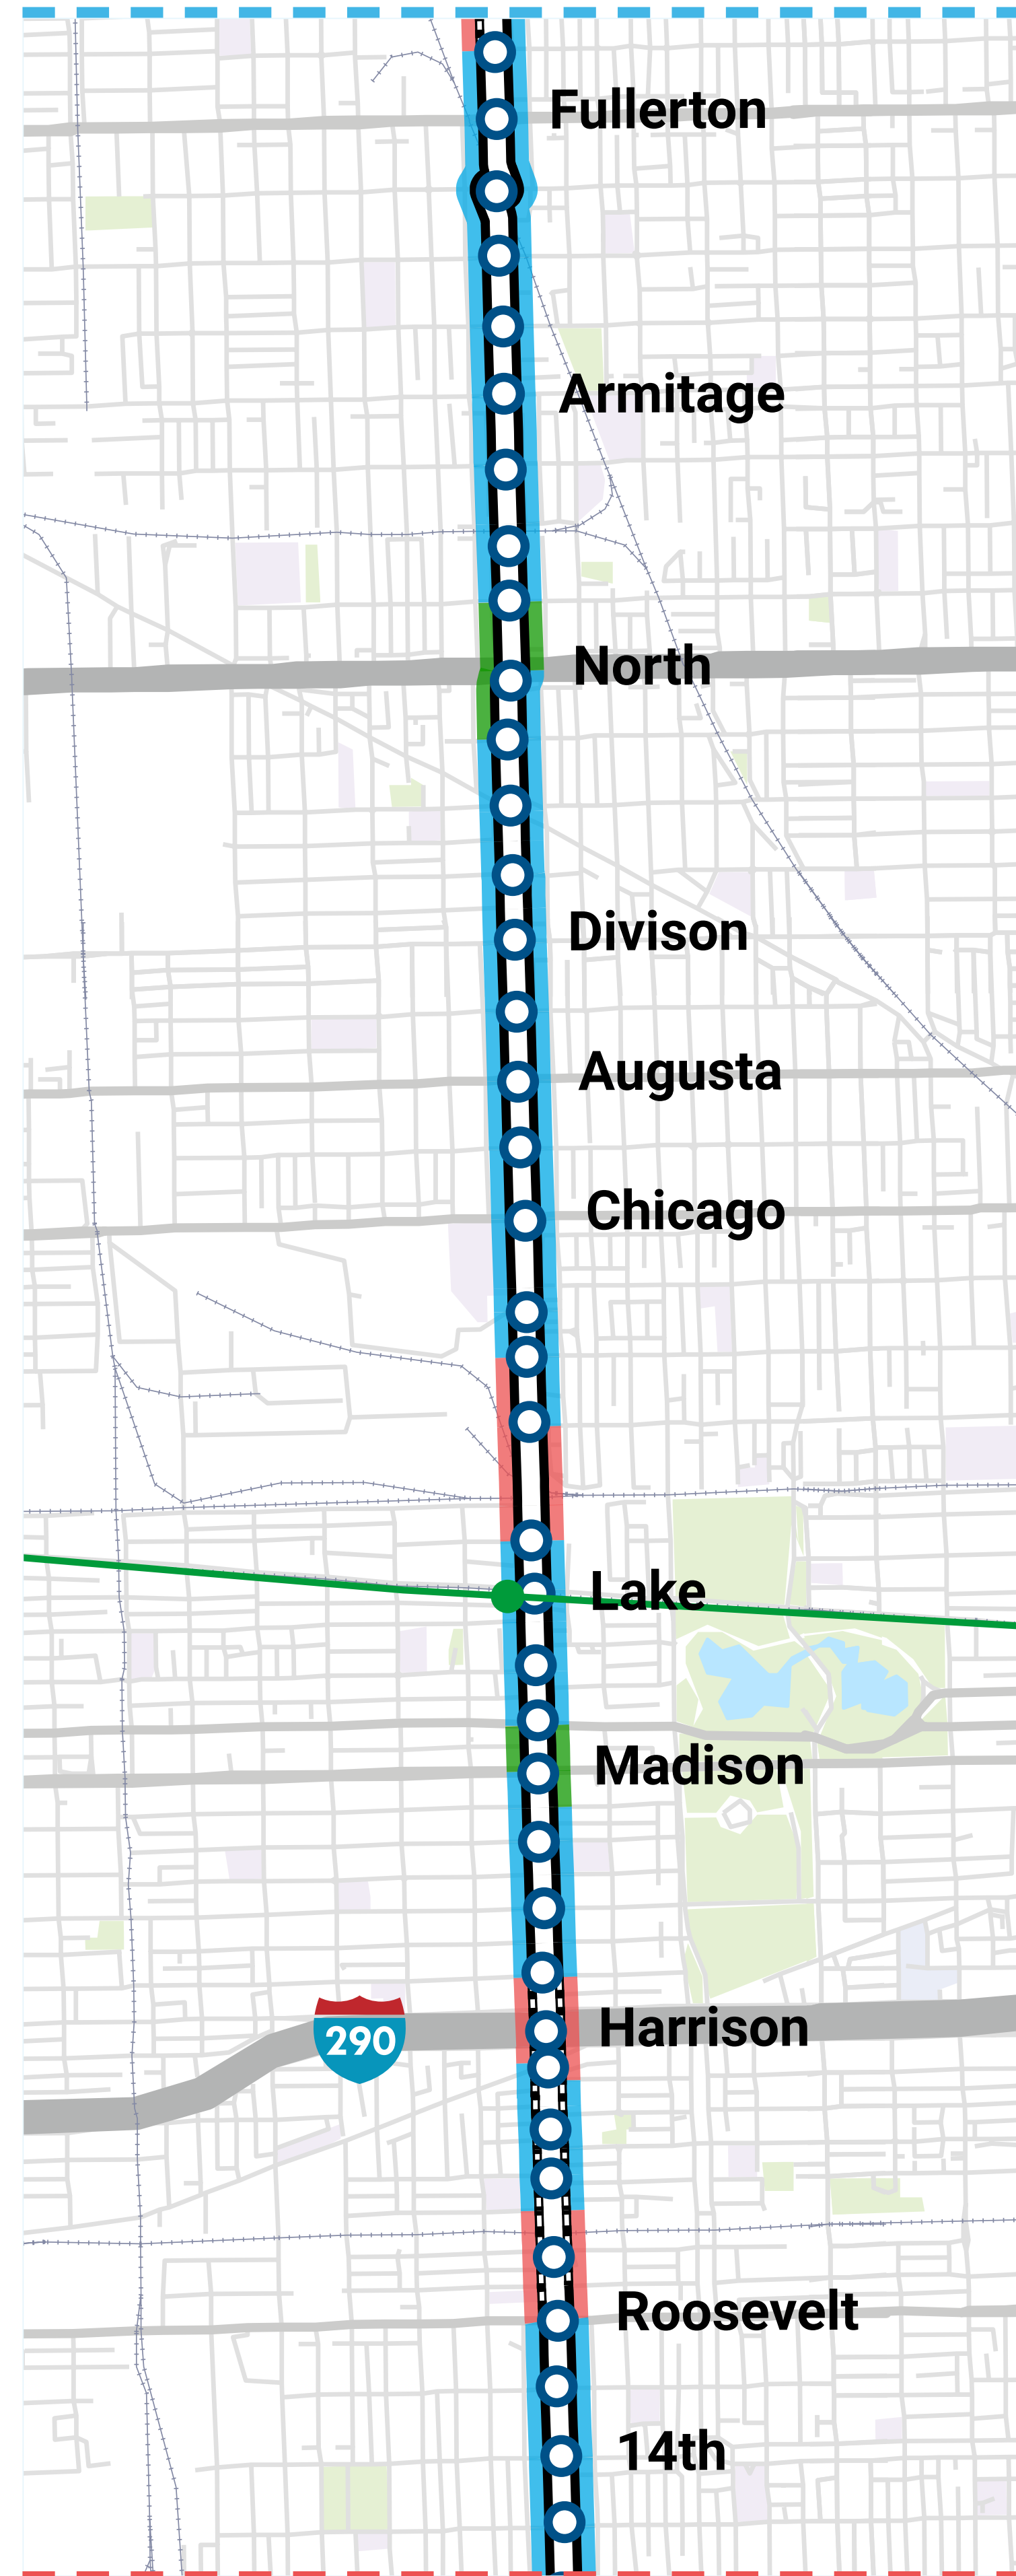 Fullerton
Armitage
North
Divison
Augusta
Chicago
Lake
Madison
290
Harrison
Roosevelt
14th